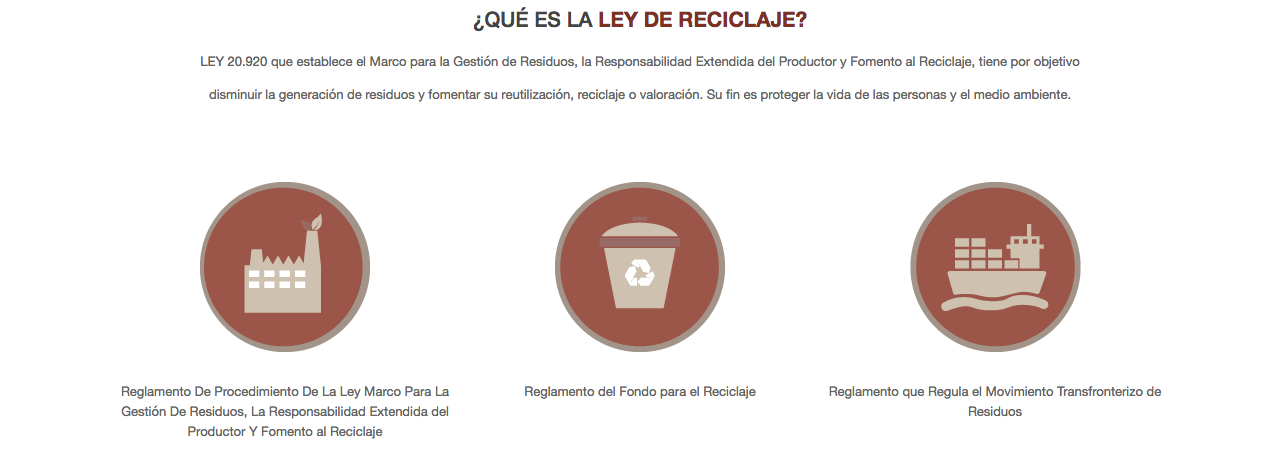 ¿QUÉ ES LA LEY DE RECICLAJE?
LEY 20.920 que establece el Marco para la Gestión de Residuos, la Responsabilidad Extendida del Productor y Fomento al Reciclaje, tiene por objetivo
disminuir la generación de residuos y fomentar su reutilización, reciclaje o valoración. Su fin es proteger la vida de las personas y el medio ambiente.
Reglamento De Procedimiento De La Ley Marco Para La
Gestión De Residuos, La Responsabilidad Extendida del
Productor Y Fomento al Reciclaje
Reglamento del Fondo para el Reciclaje
Reglamento que Regula el Movimiento Transfronterizo de
Residuos